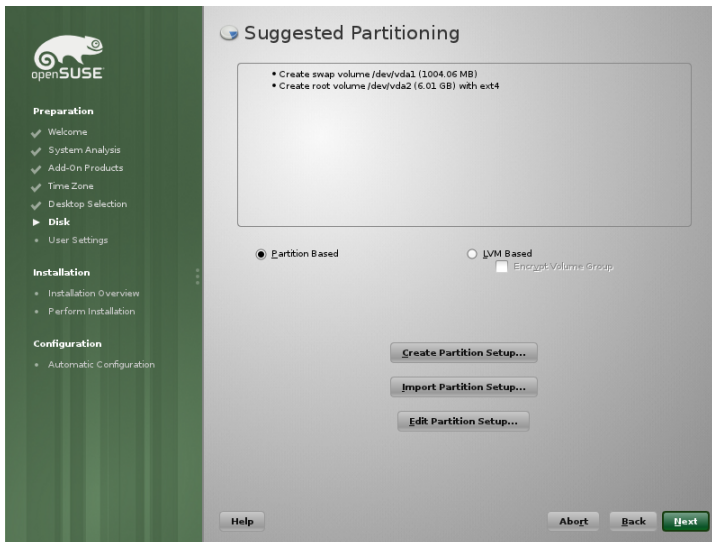 openSUSE
Preparation
Welcome
System Analysis
Add-On Products
Time Zone
Desktop Selection
Disk
User Settings
Installation
Installation Overview
Perform Installation
Configuration
Automatic Configuration
Suggested Partitioning
• Create swap volume /dev/vda1 (1004.06 MB)
• Create root volume /dev/vda2 (6.01 GB) with ext4
Partition Based
LVM Based
Encrypt Volume Group
Create Partition Setup...
Import Partition Setup...
Edit Partition Setup...
Help
Abort
Back
Next